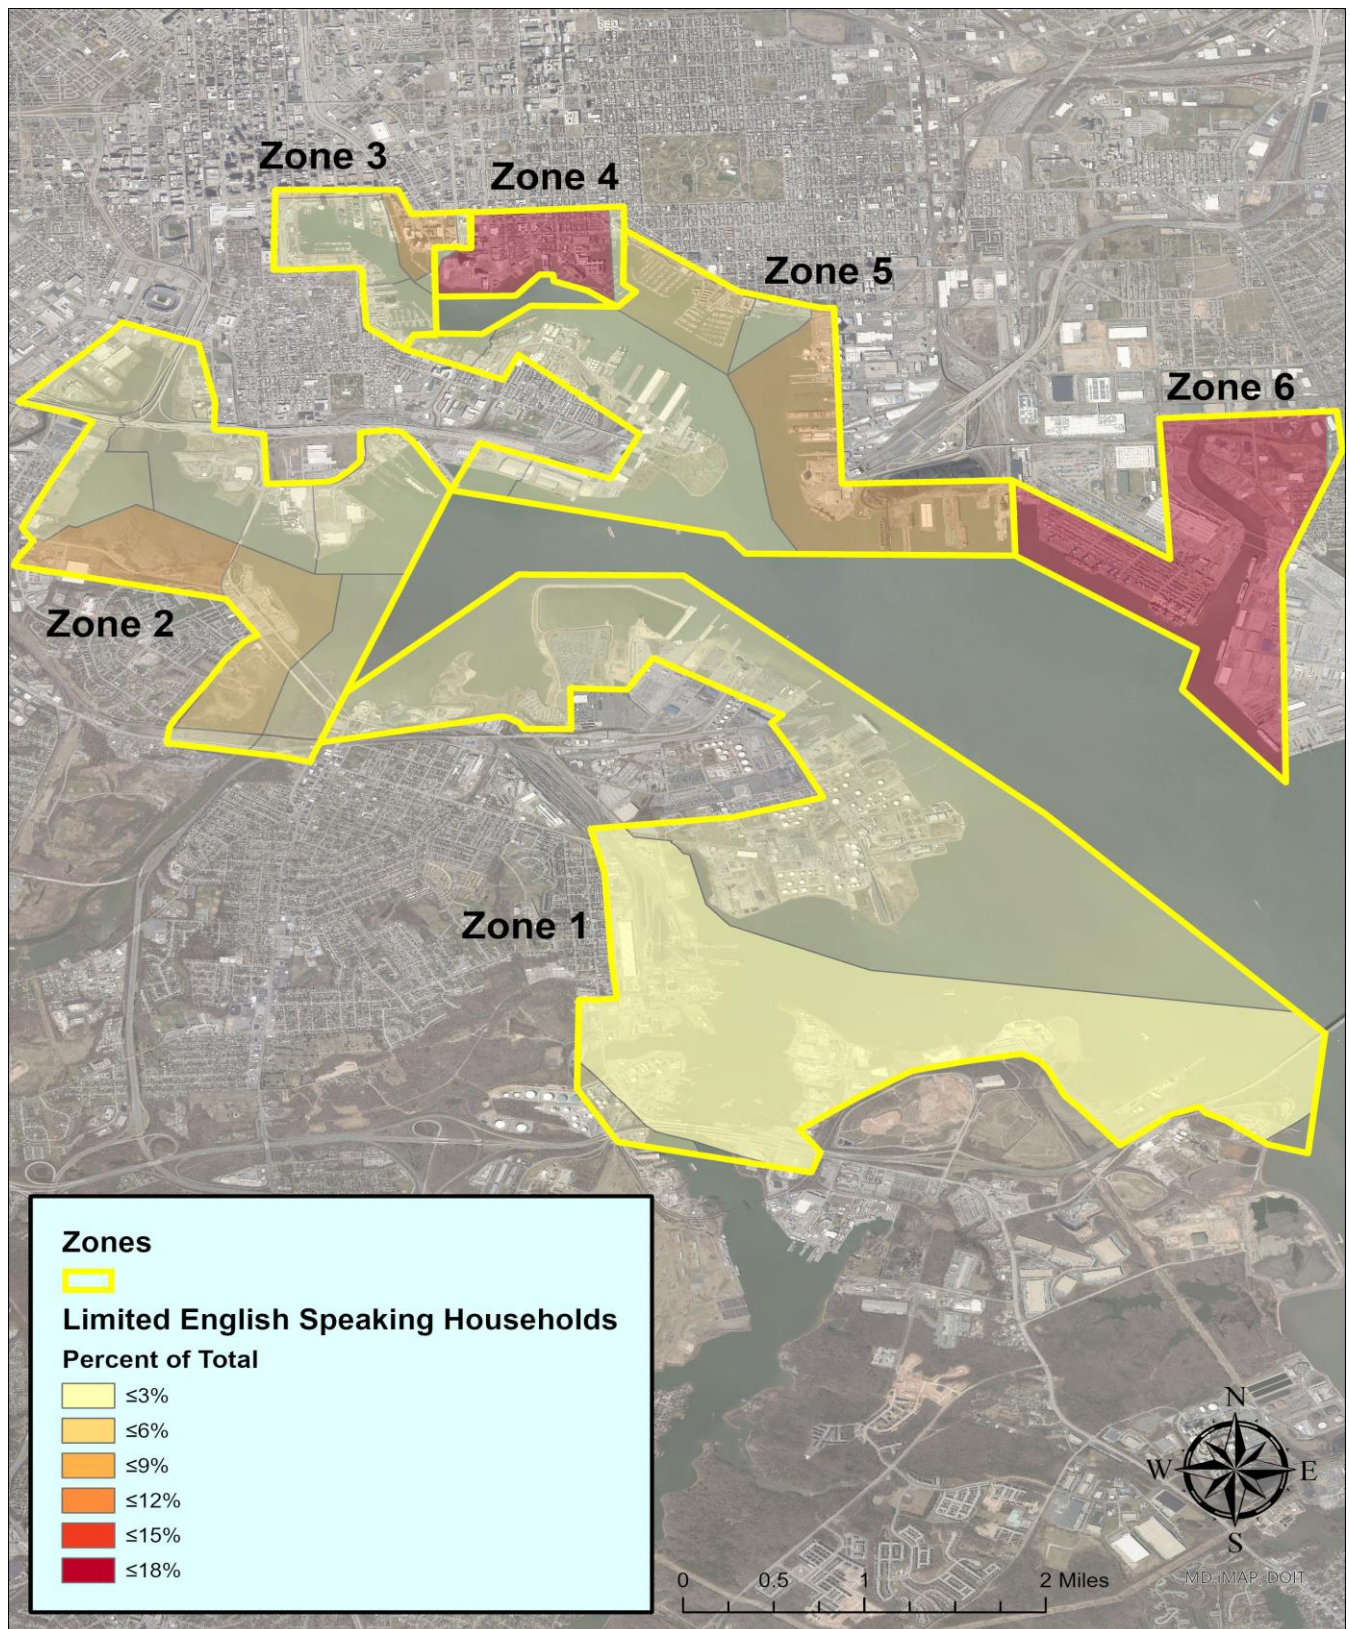 Zone 3
Zone 4
Zone 5
Zone 6
Zone 2
Zone 1
Zones
Limited English Speaking Households
Percent of Total
≤3%
≤6%
≤9%
≤12%
≤15%
≤18%
N
W E
S
0 0.5 1 2 Miles
MD iMAP, DOIT